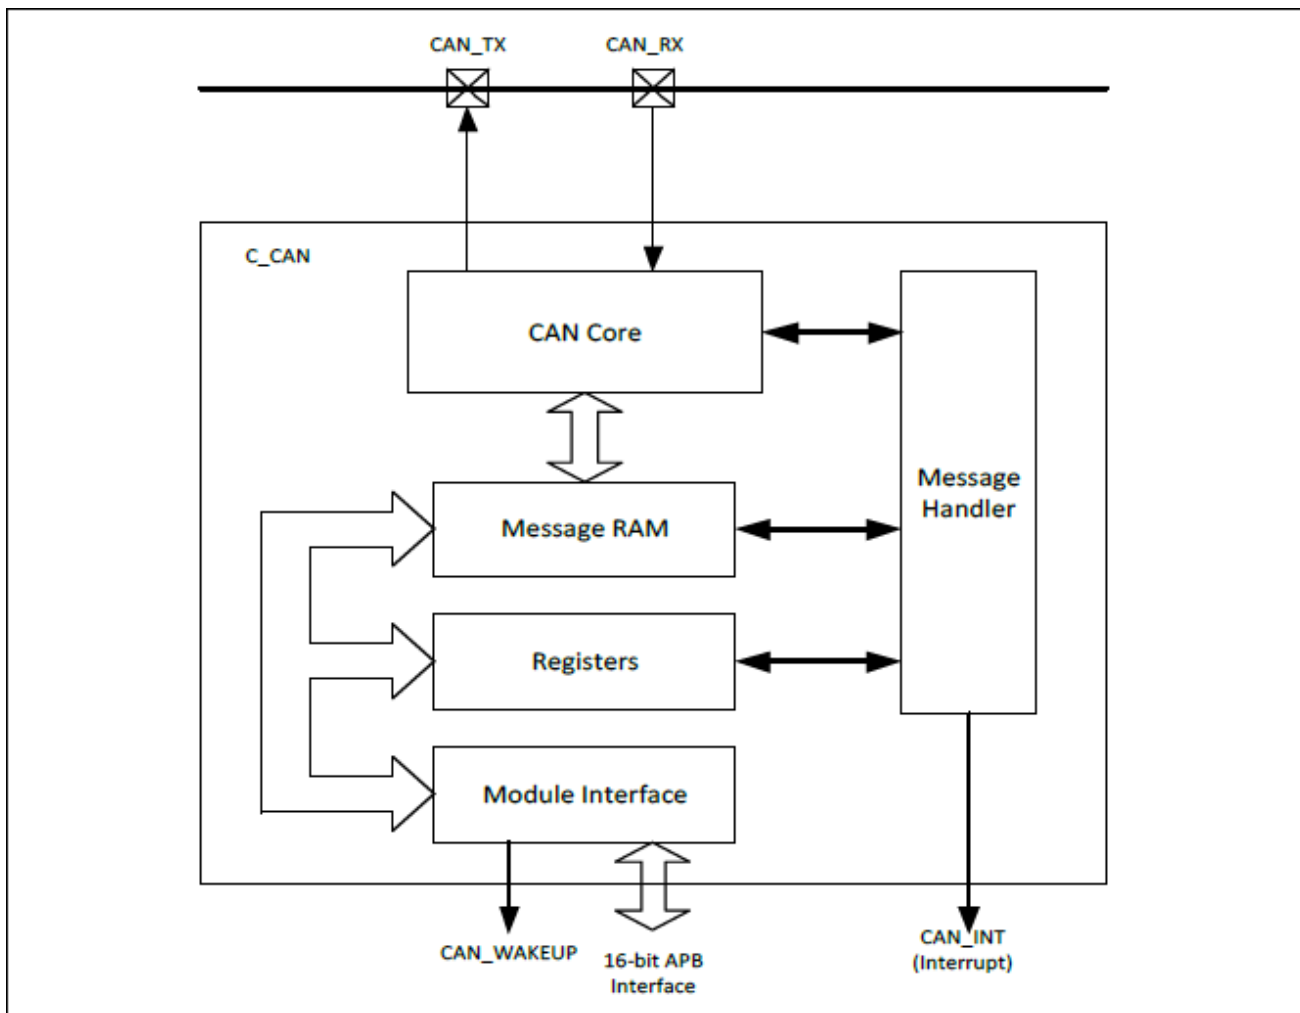 CAN_TX
CAN_RX
C_CAN
CAN Core
Message
Handler
Message RAM
Registers
Module Interface
CAN_WAKEUP
16-bit APB
Interface
CAN_INT
(Interrupt)